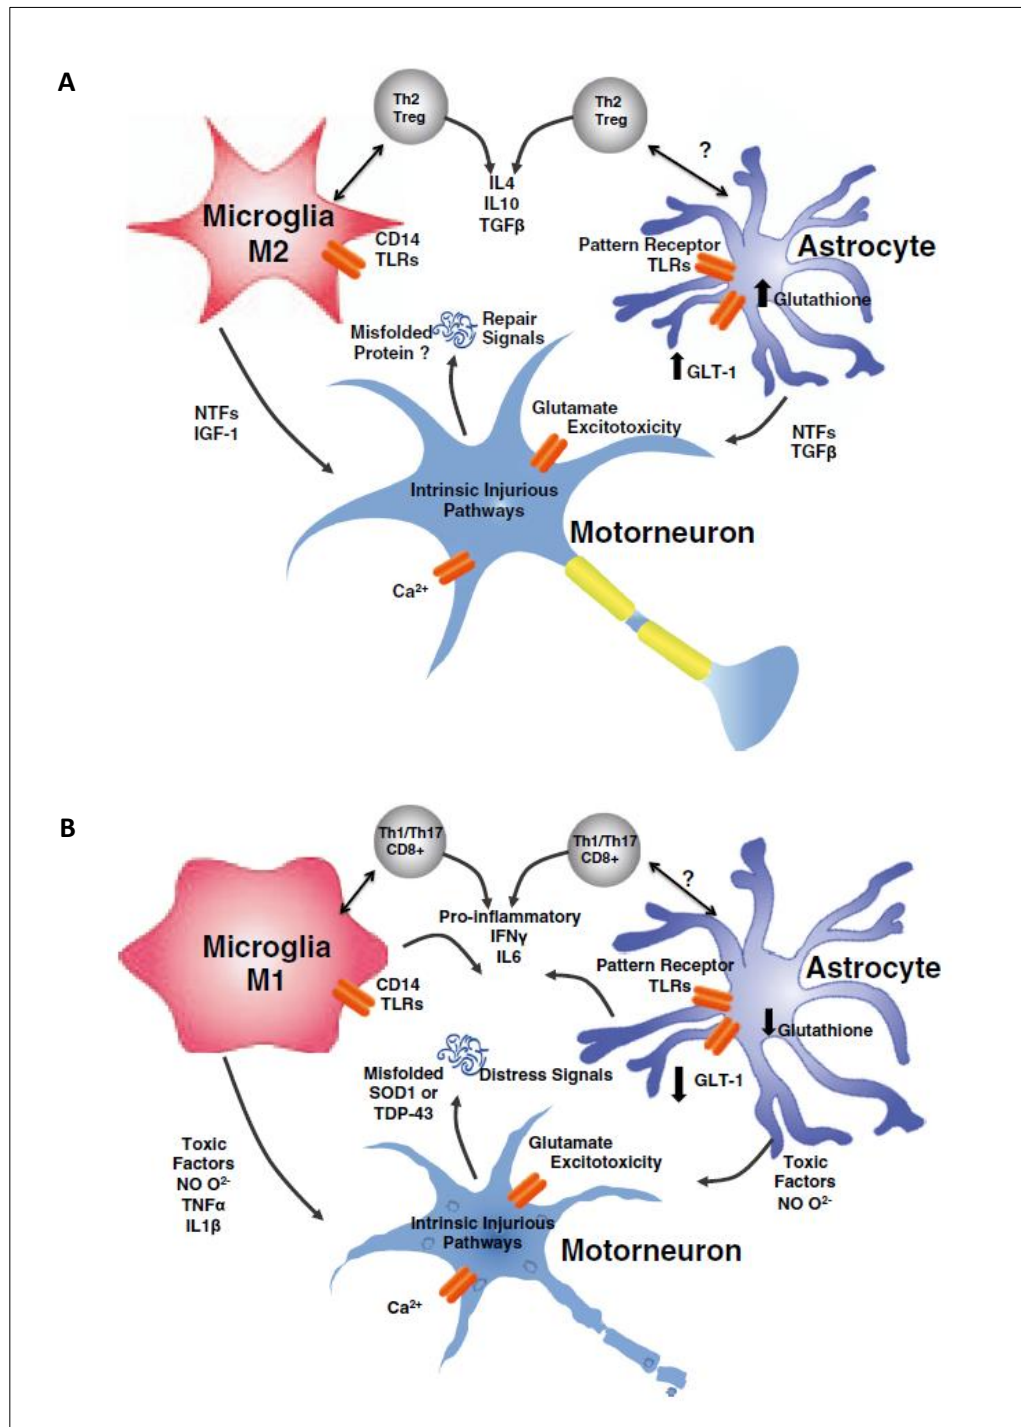 A
Th2
Treg
Th2
Treg
?
IL4
IL10
TGFβ
Microglia
M2
CD14
TLRs
Pattern Receptor
TLRs
Astrocyte
Glutathione
GLT-1
Misfolded
Protein ?
Repair
Signals
NTFs
IGF-1
Glutamate
Excitotoxicity
NTFs
TGFβ
Intrinsic Injurious
Pathways
Motorneuron
Ca²⁺
B
Th1/Th17
CD8+
Th1/Th17
CD8+
?
Pro-inflammatory
IFNγ
IL6
Microglia
M1
CD14
TLRs
Pattern Receptor
TLRs
Astrocyte
Glutathione
GLT-1
Misfolded
SOD1 or
TDP-43
Distress Signals
Toxic
Factors
NO O²⁻
TNFα
IL1β
Glutamate
Excitotoxicity
Toxic
Factors
NO O²⁻
Intrinsic Injurious
Pathways
Motorneuron
Ca²⁺